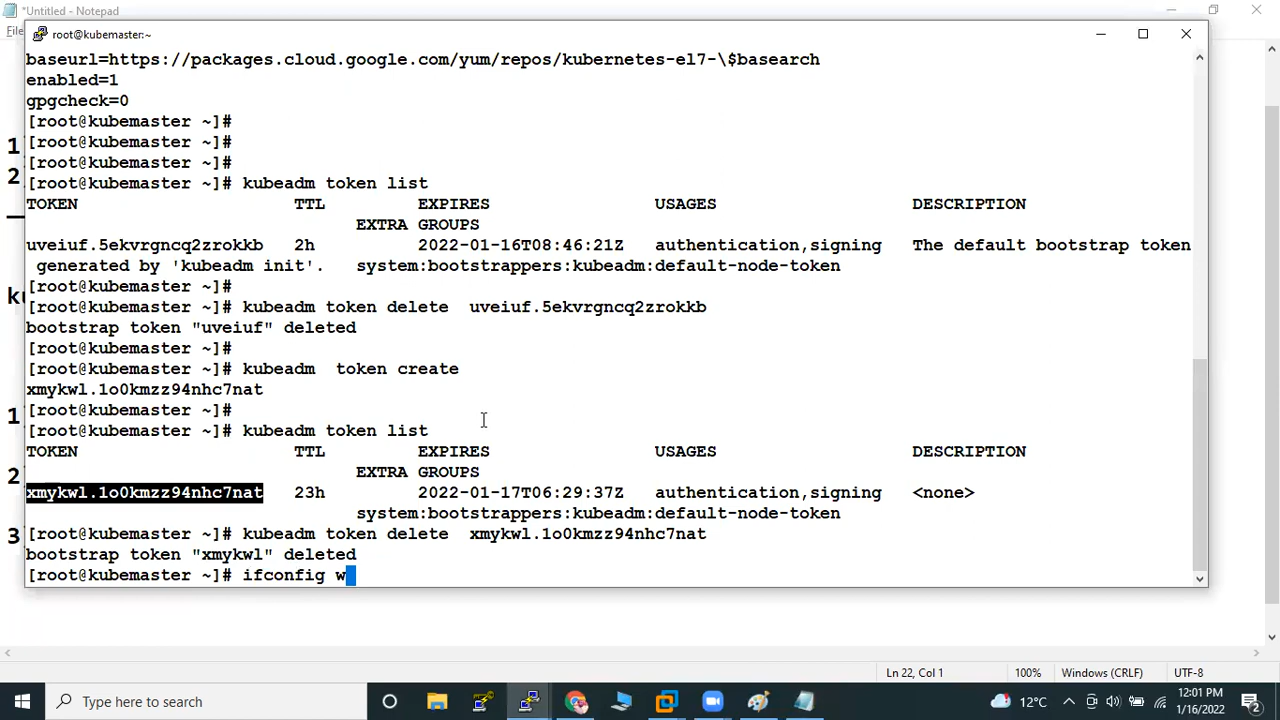 *Untitled - Notepad
File
root@kubemaster:~
baseurl=https://packages.cloud.google.com/yum/repos/kubernetes-el7-\$basearch
enabled=1
gpgcheck=0
[root@kubemaster ~]#
[root@kubemaster ~]#
[root@kubemaster ~]#
[root@kubemaster ~]# kubeadm token list
TOKEN TTL EXPIRES USAGES DESCRIPTION
EXTRA GROUPS
uveiuf.5ekvrgncq2zrokkb 2h 2022-01-16T08:46:21Z authentication,signing The default bootstrap token
generated by 'kubeadm init'. system:bootstrappers:kubeadm:default-node-token
[root@kubemaster ~]#
[root@kubemaster ~]# kubeadm token delete uveiuf.5ekvrgncq2zrokkb
bootstrap token "uveiuf" deleted
[root@kubemaster ~]#
[root@kubemaster ~]# kubeadm token create
xmykwl.1o0kmzz94nhc7nat
[root@kubemaster ~]#
[root@kubemaster ~]# kubeadm token list
TOKEN TTL EXPIRES USAGES DESCRIPTION
EXTRA GROUPS
xmykwl.1o0kmzz94nhc7nat 23h 2022-01-17T06:29:37Z authentication,signing <none>
system:bootstrappers:kubeadm:default-node-token
[root@kubemaster ~]# kubeadm token delete xmykwl.1o0kmzz94nhc7nat
bootstrap token "xmykwl" deleted
[root@kubemaster ~]# ifconfig w
1
2
1
2
3
Ln 22, Col 1 100% Windows (CRLF) UTF-8
Type here to search
12°C
12:01 PM
1/16/2022
2